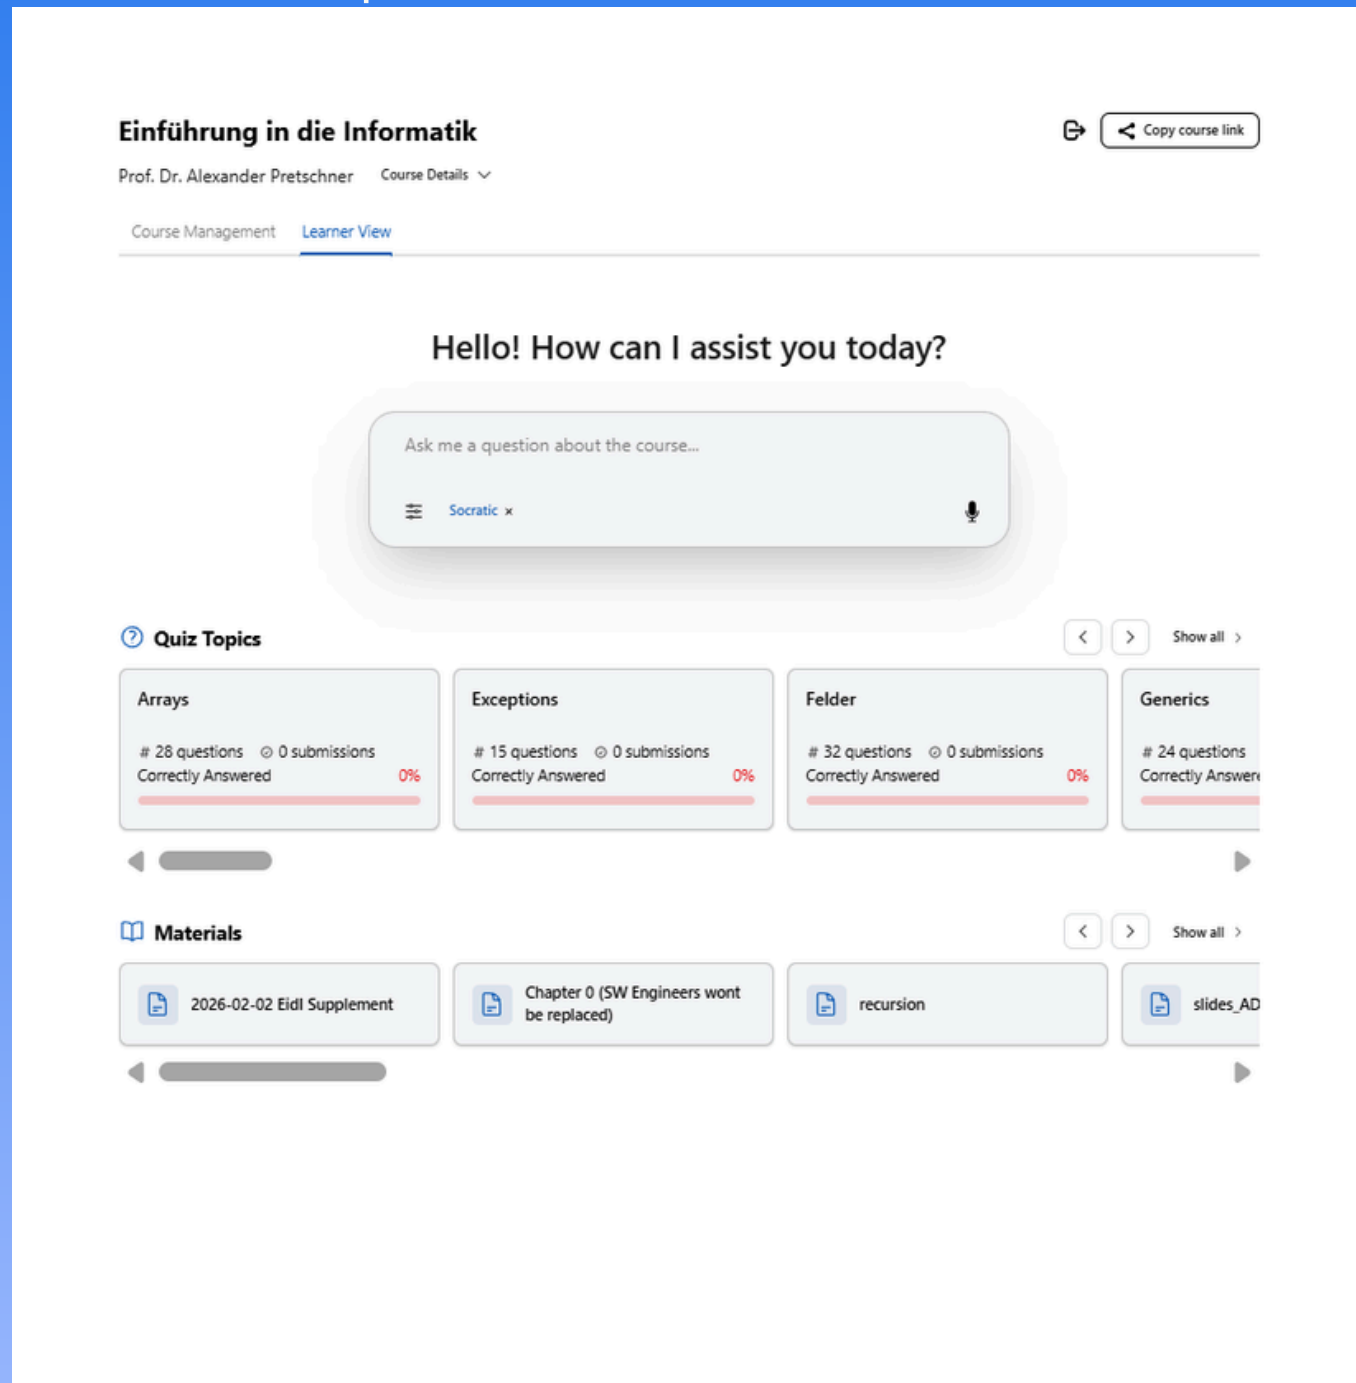 Einführung in die Informatik
Copy course link
Prof. Dr. Alexander Pretschner Course Details
Course Management Learner View
Hello! How can I assist you today?
Ask me a question about the course...
Socratic ×
Quiz Topics
Show all >
Arrays
# 28 questions 0 submissions
Correctly Answered 0%
Exceptions
# 15 questions 0 submissions
Correctly Answered 0%
Felder
# 32 questions 0 submissions
Correctly Answered 0%
Generics
# 24 questions
Correctly Answere
Materials
Show all >
2026-02-02 EidI Supplement
Chapter 0 (SW Engineers wont
be replaced)
recursion
slides_AD